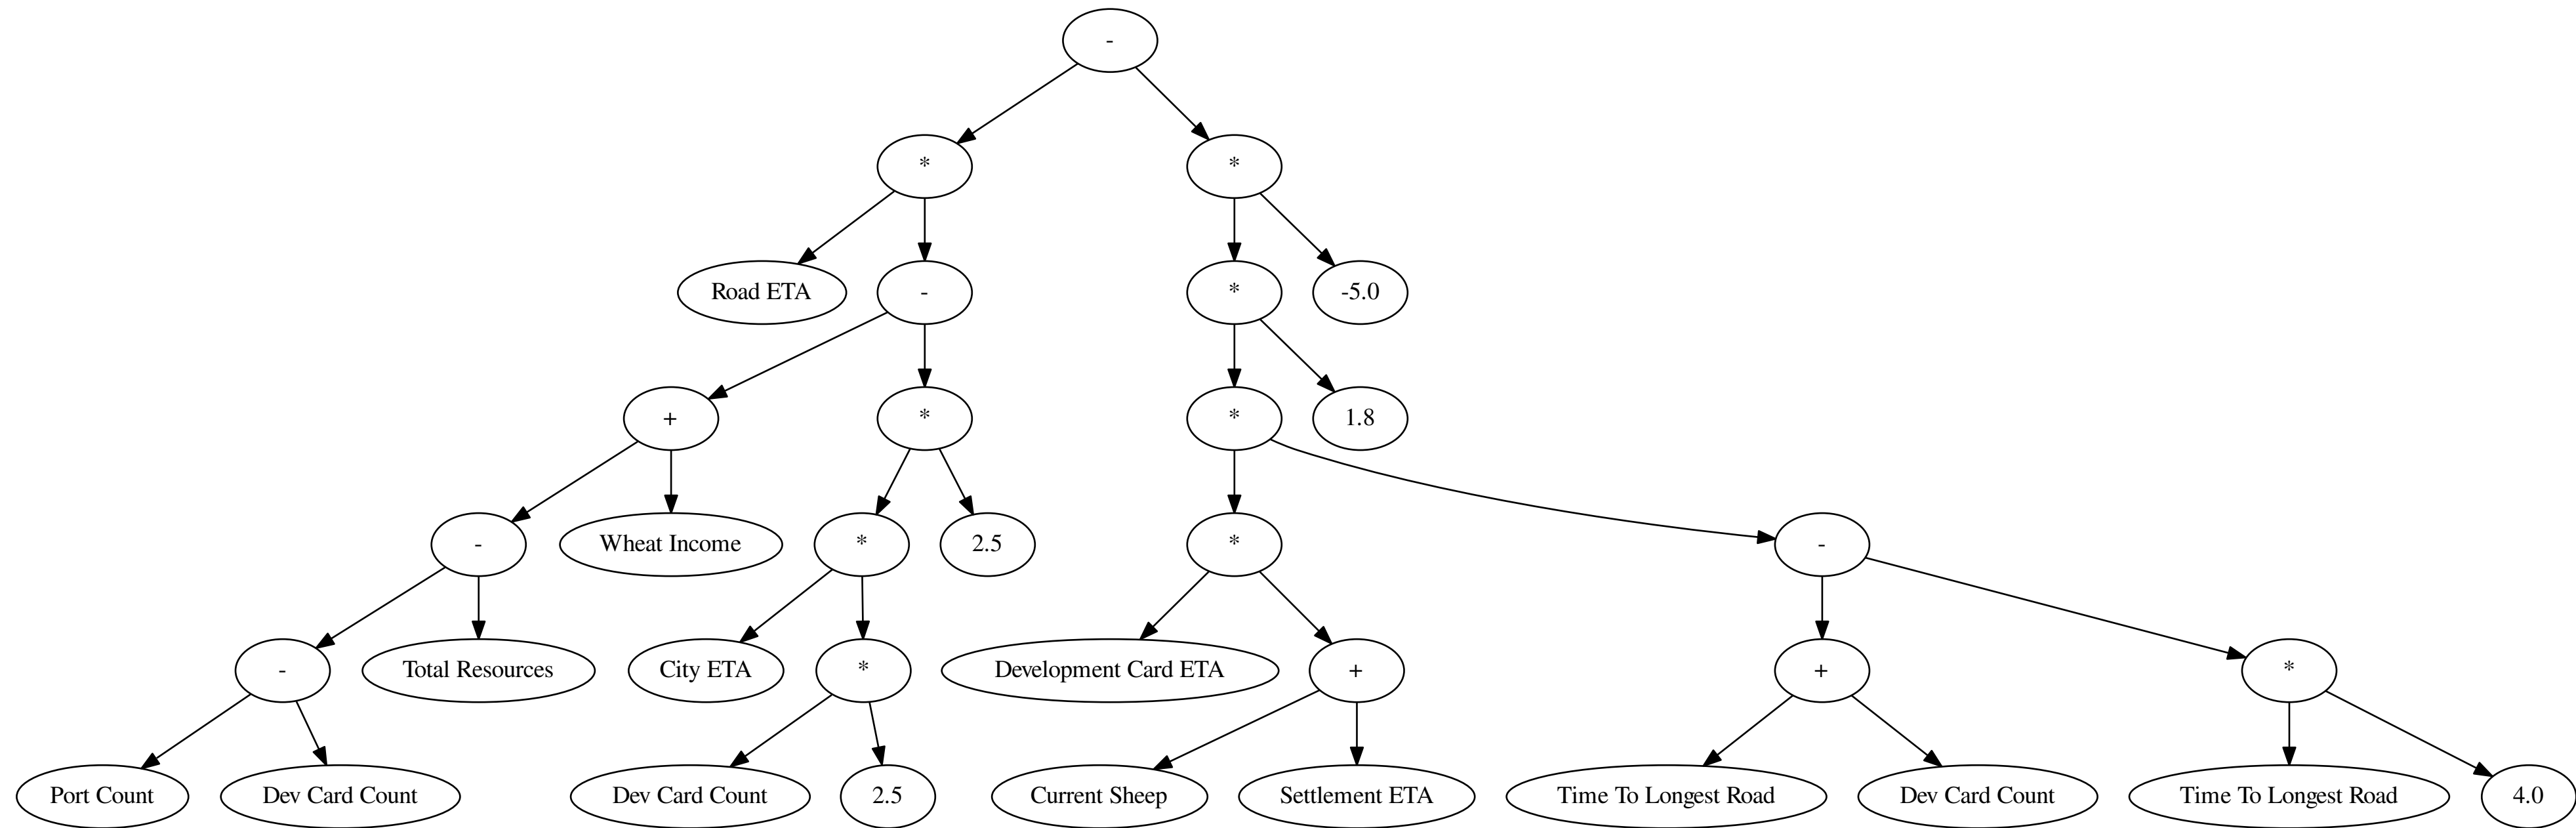 -
*
*
Road ETA
-
*
-5.0
+
*
*
1.8
-
Wheat Income
*
2.5
*
-
-
Total Resources
City ETA
*
Development Card ETA
+
+
*
Port Count
Dev Card Count
Dev Card Count
2.5
Current Sheep
Settlement ETA
Time To Longest Road
Dev Card Count
Time To Longest Road
4.0